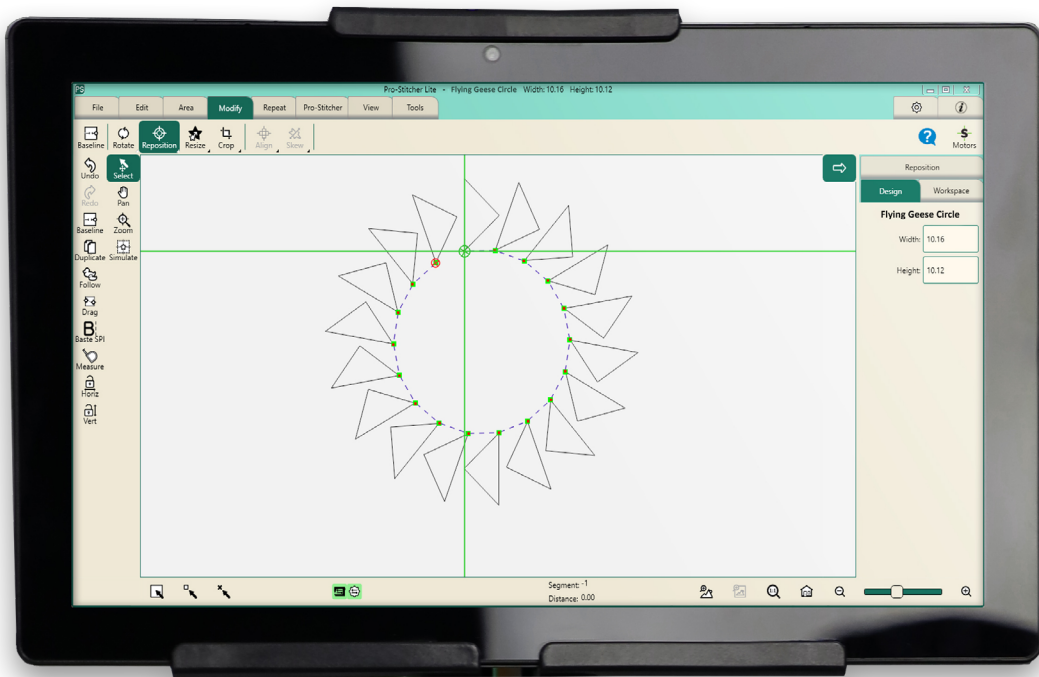 PS
Pro-Stitcher Lite - Flying Geese Circle Width: 10.16 Height: 10.12
File Edit Area Modify Repeat Pro-Stitcher View Tools
Baseline Rotate Reposition Resize Crop Align Skew
Motors
Undo Select
Redo Pan
Baseline Zoom
Duplicate Simulate
Follow
Drag
B
Baste SPI
Measure
Horiz
Vert
Reposition
Design Workspace
Flying Geese Circle
Width: 10.16
Height: 10.12
Segment: -1
Distance: 0.00
1:1